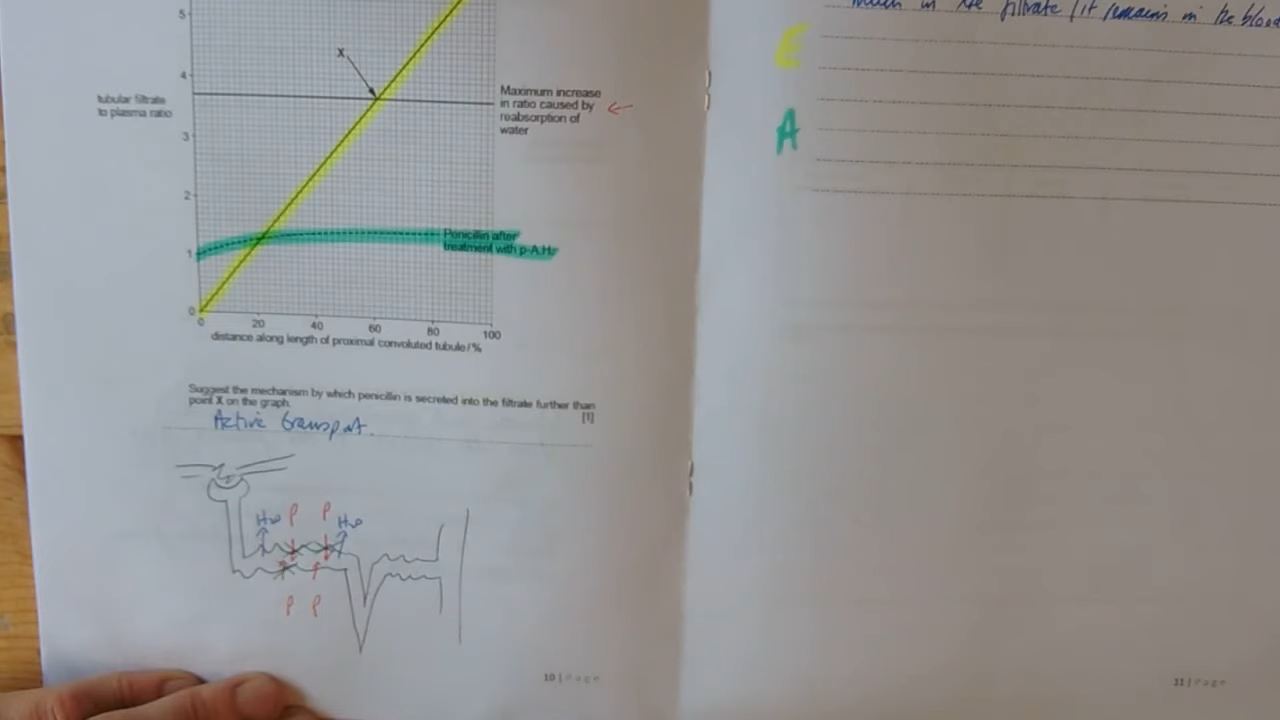 5
X
4
Maximum increase
in ratio caused by
reabsorption of
water
tubular filtrate
to plasma ratio
3
2
Penicillin after
treatment with p-A.H.
1
0
0 20 40 60 80 100
distance along length of proximal convoluted tubule/%
Suggest the mechanism by which penicillin is secreted into the filtrate further than
point X on the graph.
[1]
Active transport.
P P
P P
10 | Page
in the filtrate / it remains in the blood
E
A
11 | Page